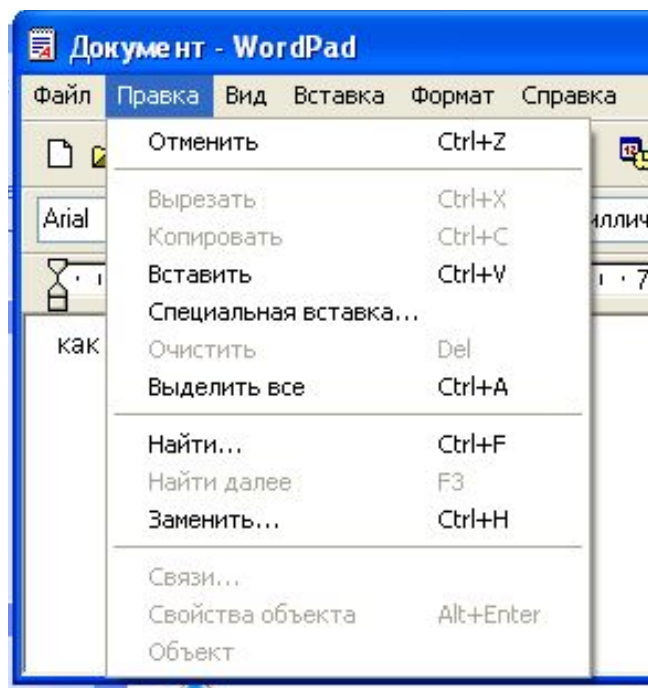 Документ - WordPad
Файл Правка Вид Вставка Формат Справка
Отменить Ctrl+Z
12
Вырезать Ctrl+X
Arial
Копировать Ctrl+C
Вставить Ctrl+V
7
Специальная вставка...
как
Очистить Del
Выделить все Ctrl+A
Найти... Ctrl+F
Найти далее F3
Заменить... Ctrl+H
Связи...
Свойства объекта Alt+Enter
Объект